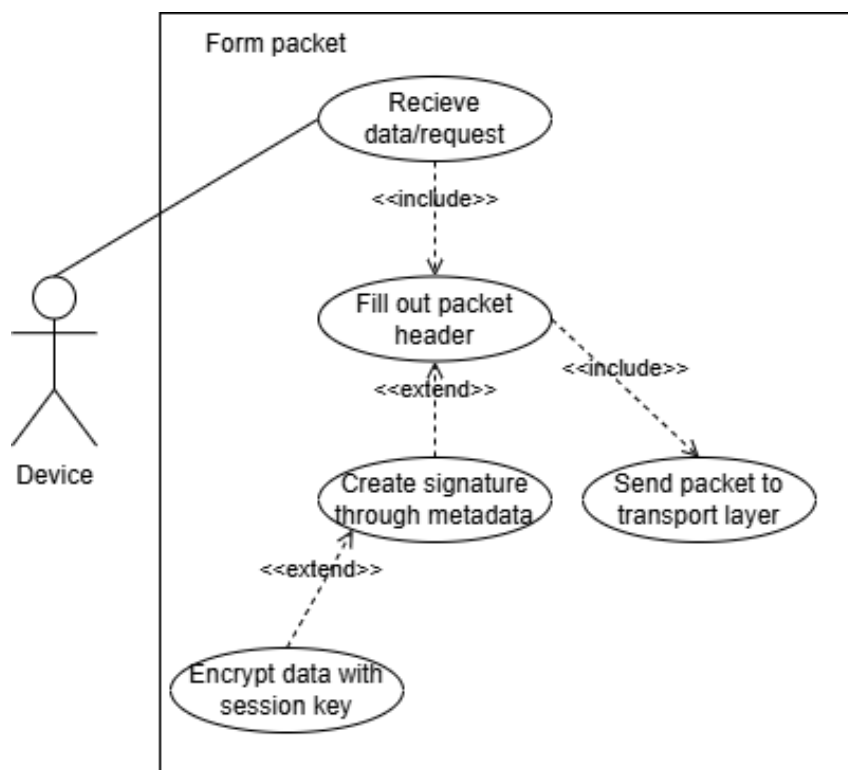 Form packet
Recieve
data/request
<<include>>
Fill out packet
header
<<include>>
<<extend>>
Device
Create signature
through metadata
Send packet to
transport layer
<<extend>>
Encrypt data with
session key